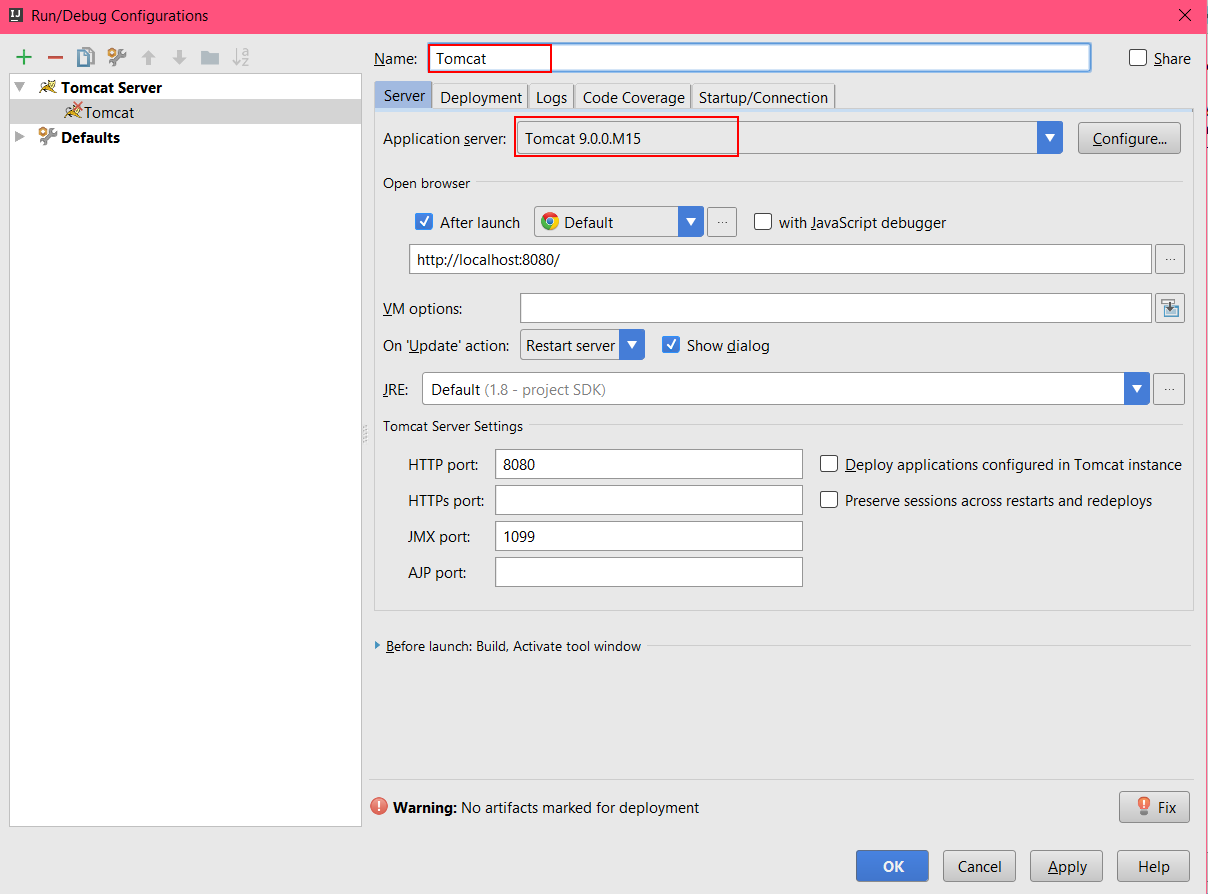 Run/Debug Configurations
Name: Tomcat Share
Tomcat Server
Tomcat
Defaults
Server Deployment Logs Code Coverage Startup/Connection
Application server: Tomcat 9.0.0.M15 Configure...
Open browser
After launch Default ... with JavaScript debugger
http://localhost:8080/ ...
VM options:
On 'Update' action: Restart server Show dialog
JRE: Default (1.8 - project SDK) ...
Tomcat Server Settings
HTTP port: 8080 Deploy applications configured in Tomcat instance
HTTPs port: Preserve sessions across restarts and redeploys
JMX port: 1099
AJP port:
Before launch: Build, Activate tool window
Warning: No artifacts marked for deployment Fix
OK Cancel Apply Help